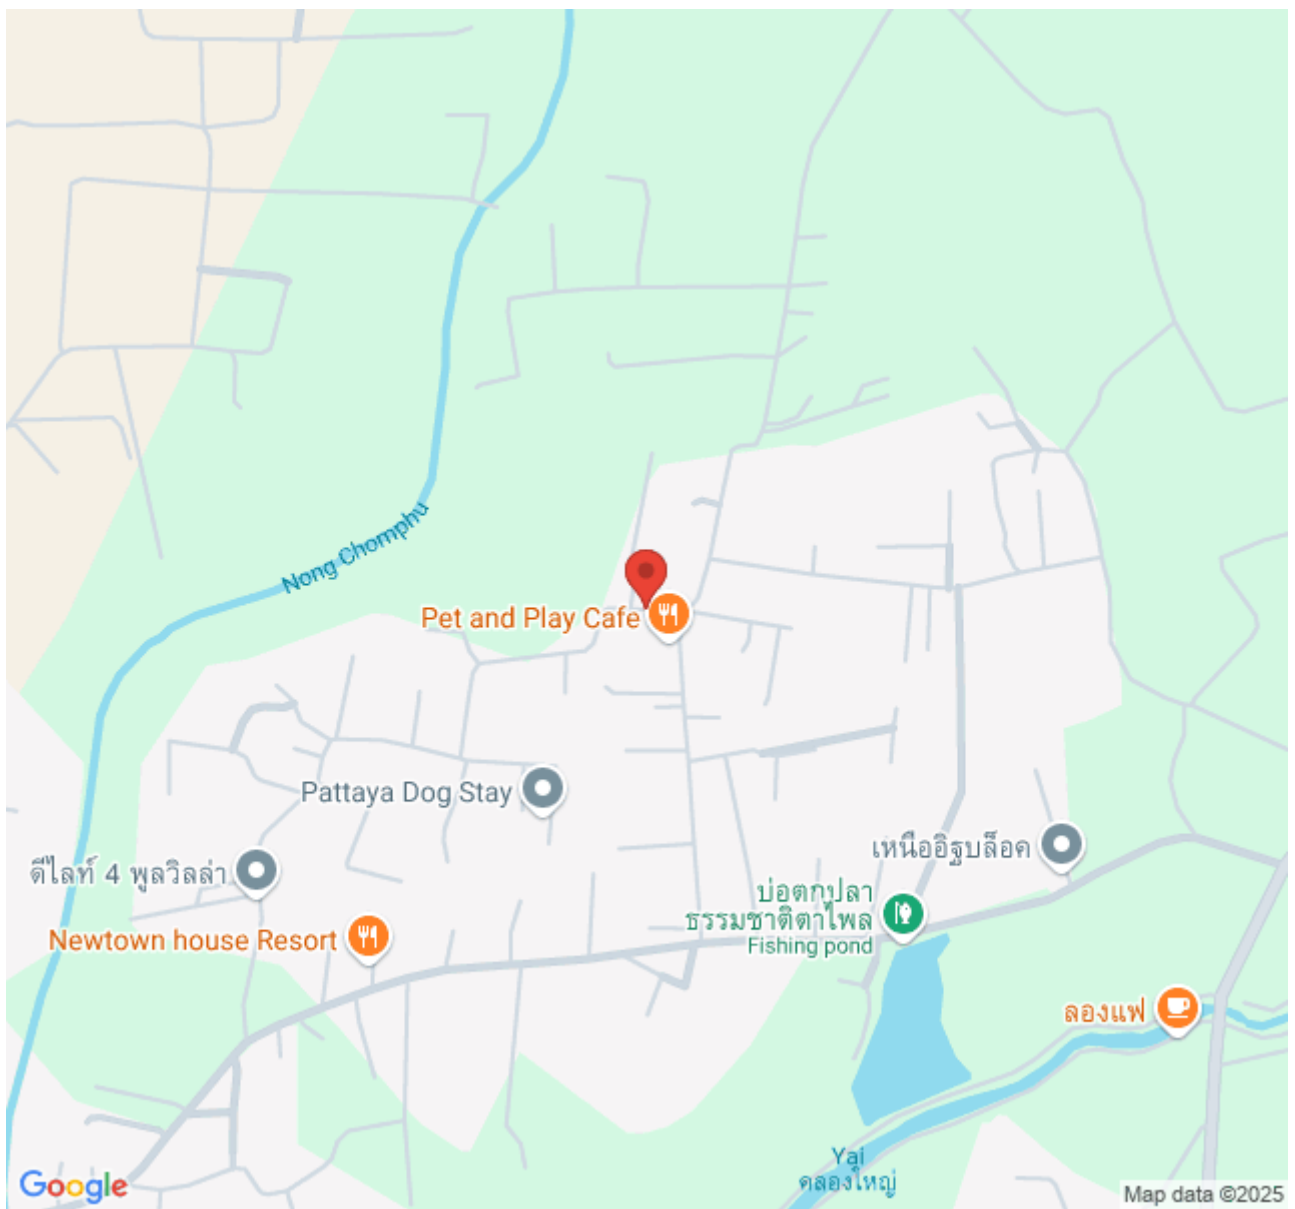 Nong Chomphu
Pet and Play Cafe
Pattaya Dog Stay
เหนืออิฐบล็อค
ดีไลท์ 4 พูลวิลล่า
บ่อตกปลา
ธรรมชาติตาไพล
Fishing pond
Newtown house Resort
ลองแฟ
Yai
คลองใหญ่
Google
Map data ©2025